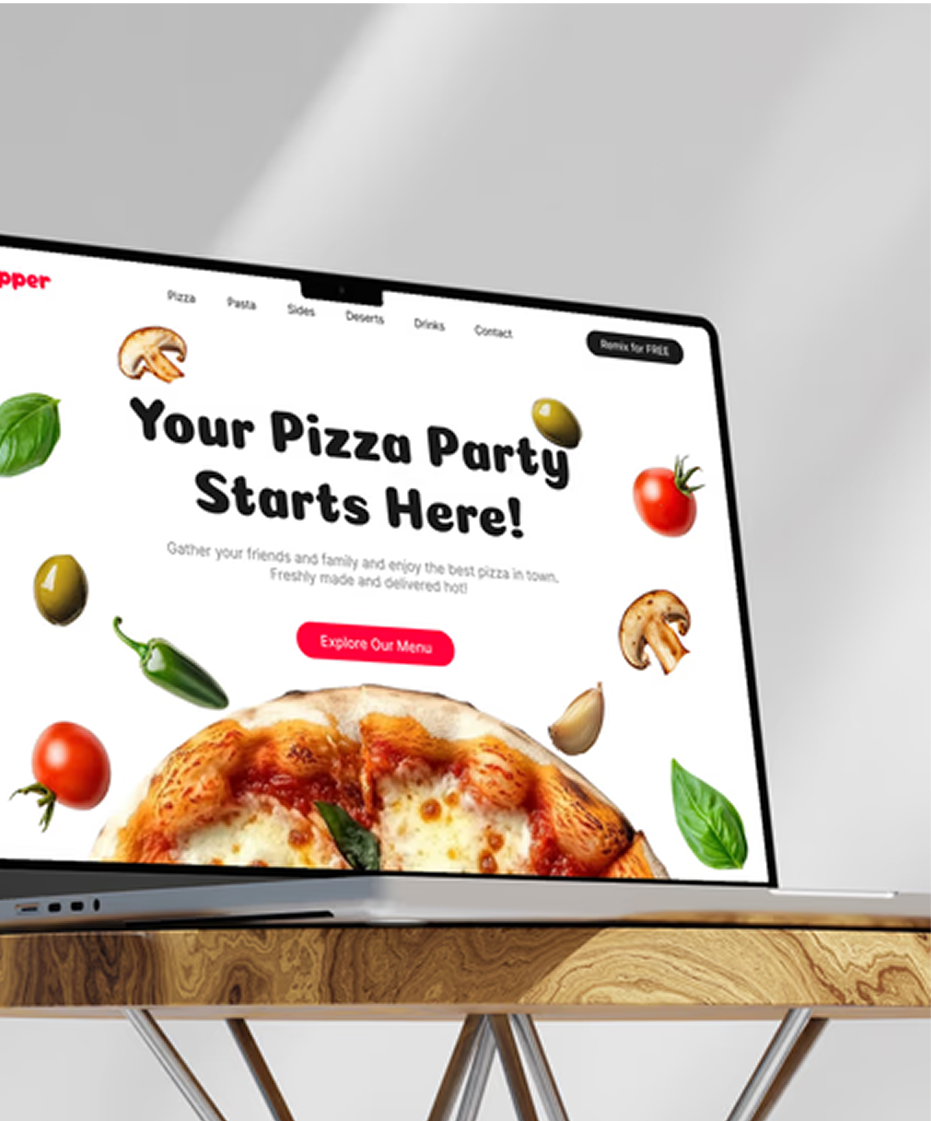 pper
Pizza Pasta Sides Deserts Drinks Contact
Remix for FREE
Your Pizza Party
Starts Here!
Gather your friends and family and enjoy the best pizza in town.
Freshly made and delivered hot!
Explore Our Menu